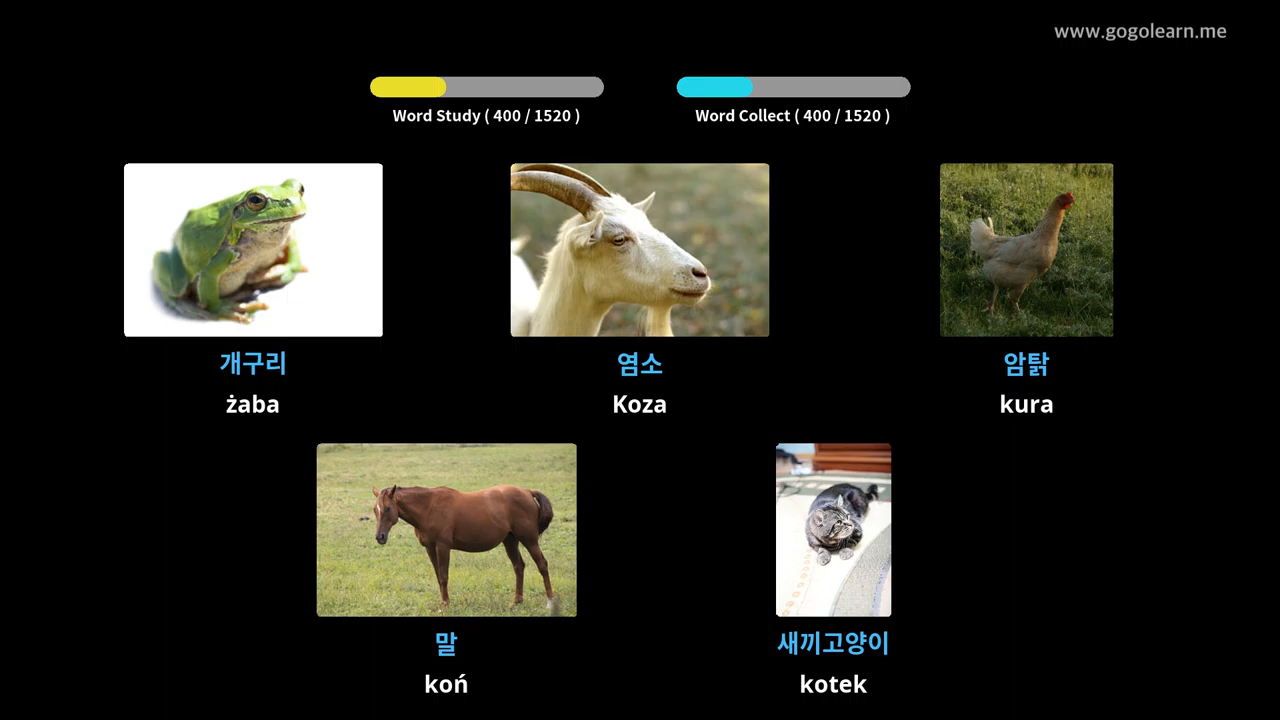 www.gogolearn.me
Word Study ( 400 / 1520 )
Word Collect ( 400 / 1520 )
개구리
żaba
염소
Koza
암탉
kura
말
koń
새끼고양이
kotek